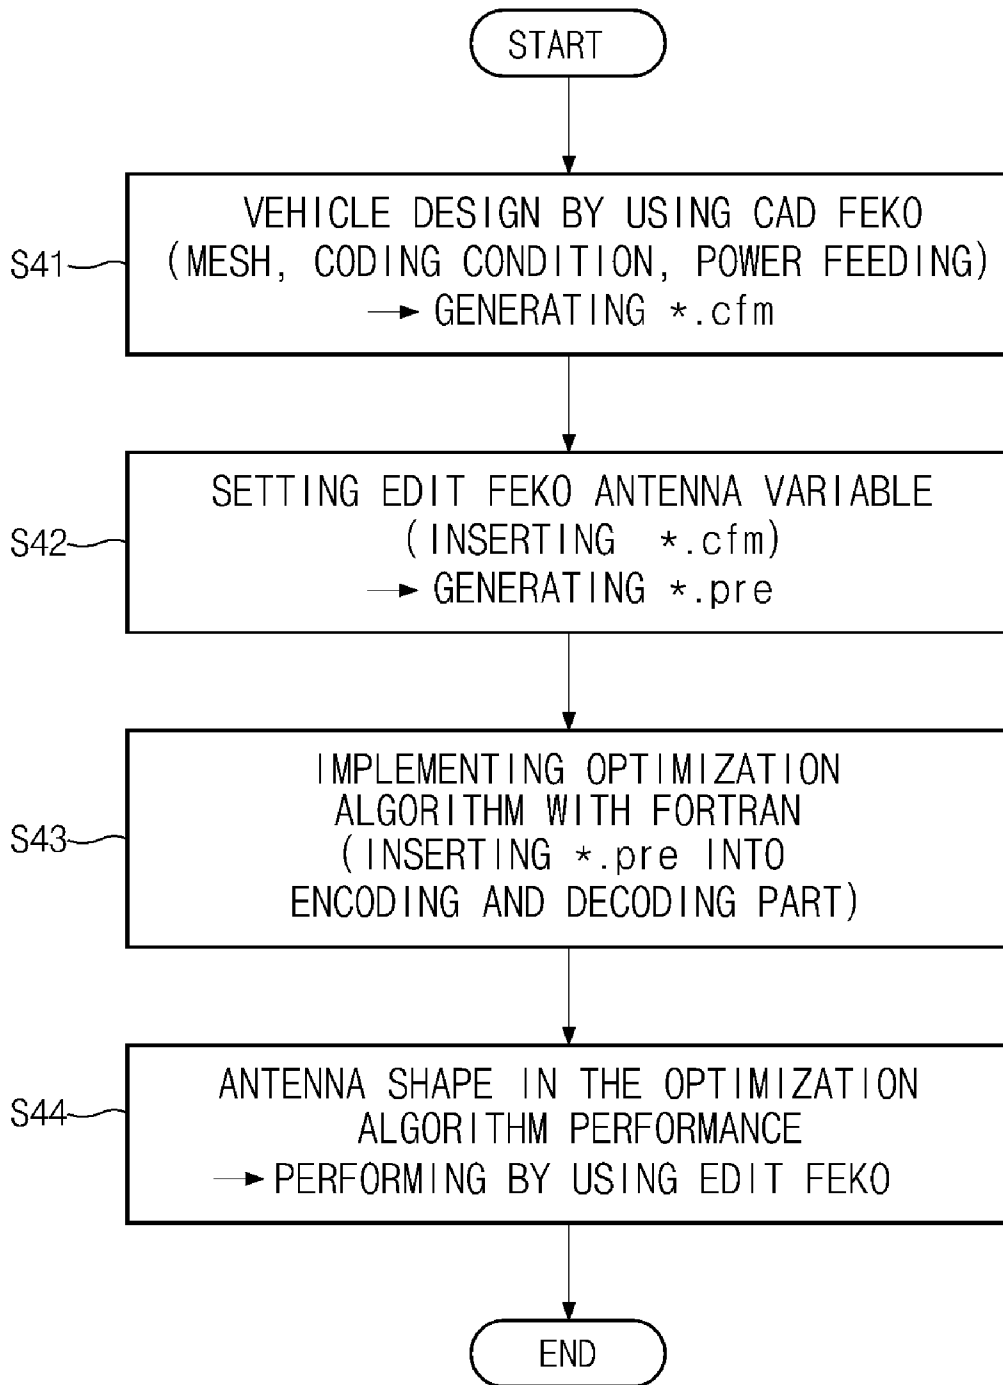 START
S41
VEHICLE DESIGN BY USING CAD FEKO
(MESH, CODING CONDITION, POWER FEEDING)
→ GENERATING *.cfm
S42
SETTING EDIT FEKO ANTENNA VARIABLE
(INSERTING *.cfm)
→ GENERATING *.pre
S43
IMPLEMENTING OPTIMIZATION
ALGORITHM WITH FORTRAN
(INSERTING *.pre INTO
ENCODING AND DECODING PART)
S44
ANTENNA SHAPE IN THE OPTIMIZATION
ALGORITHM PERFORMANCE
→ PERFORMING BY USING EDIT FEKO
END